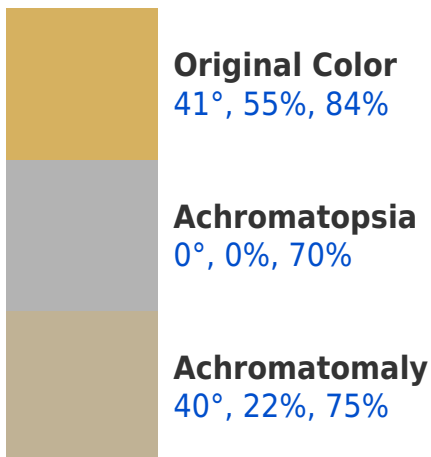 Original Color
41°, 55%, 84%
Achromatopsia
0°, 0%, 70%
Achromatomaly
40°, 22%, 75%